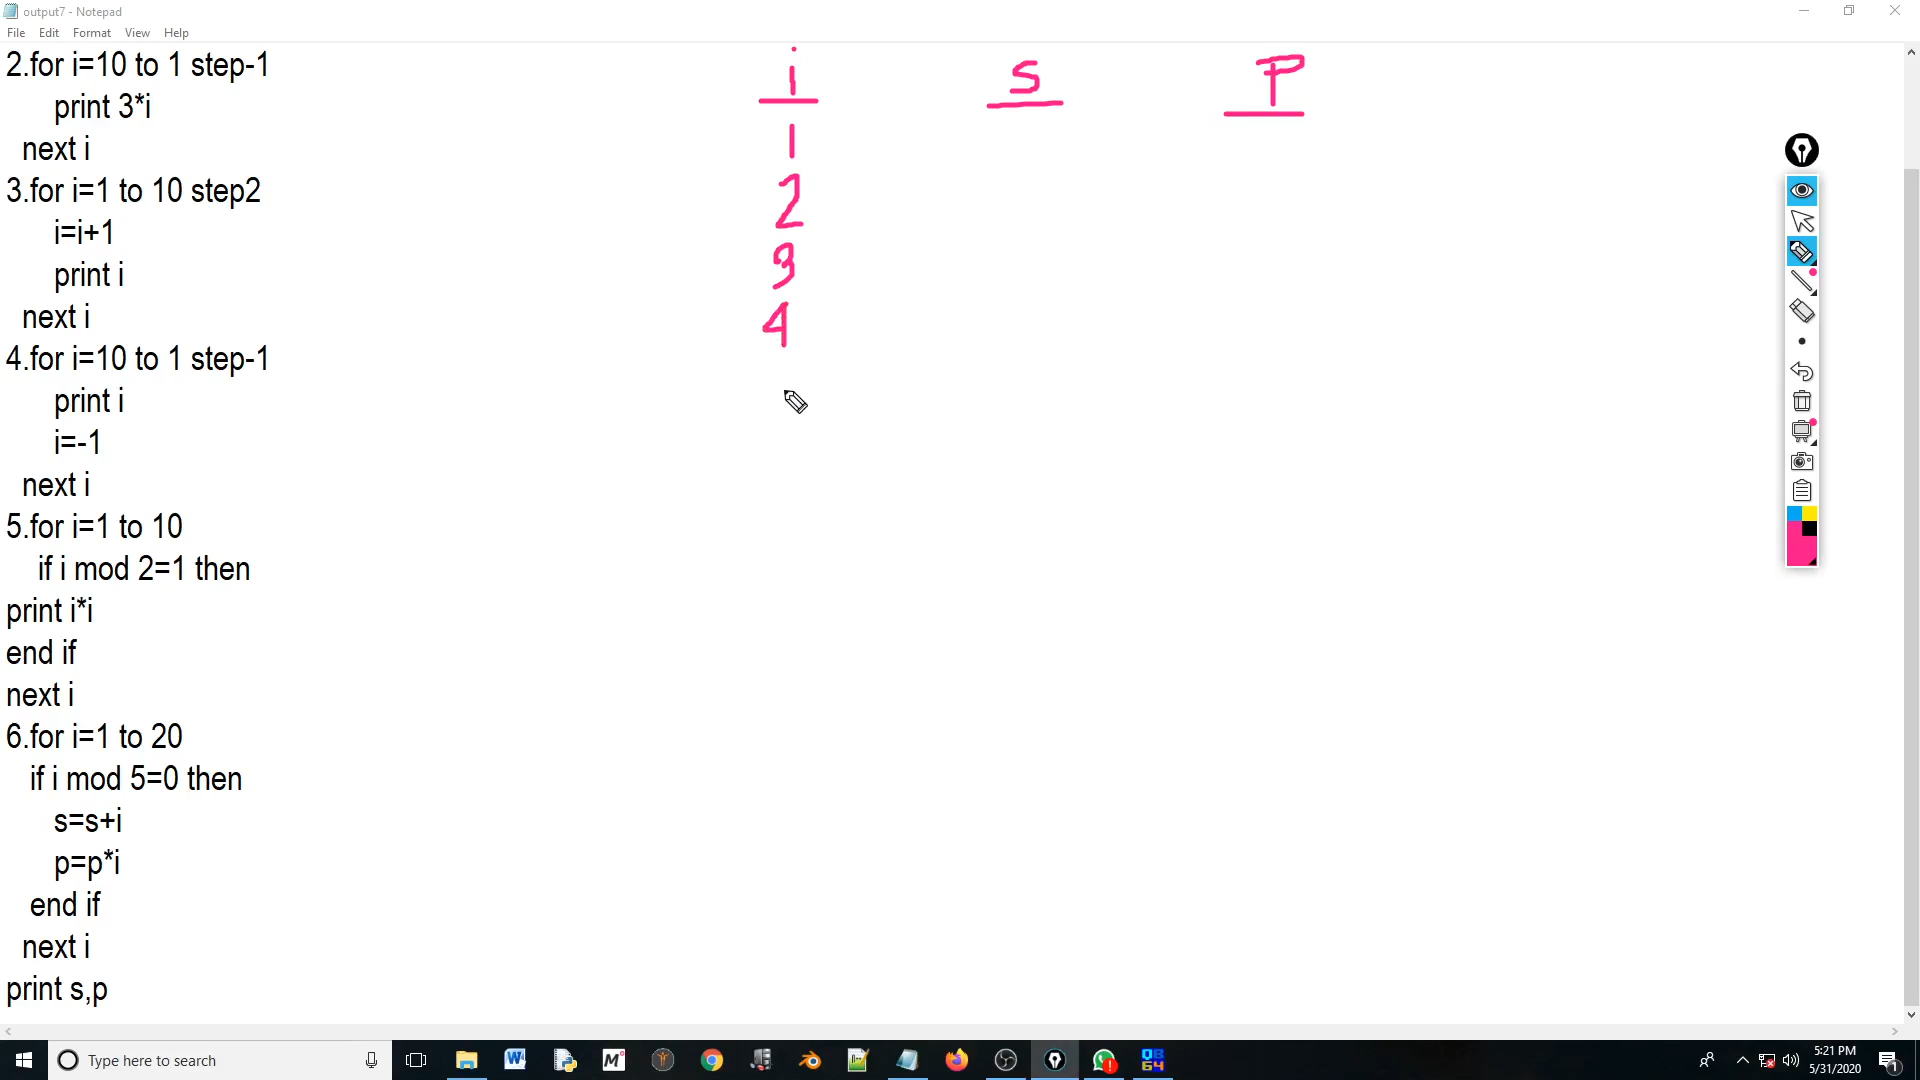 output7 - Notepad
File Edit Format View Help
2.for i=10 to 1 step-1
print 3*i
next i
3.for i=1 to 10 step2
i=i+1
print i
next i
4.for i=10 to 1 step-1
print i
i=-1
next i
5.for i=1 to 10
if i mod 2=1 then
print i*i
end if
next i
6.for i=1 to 20
if i mod 5=0 then
s=s+i
p=p*i
end if
next i
print s,p
i s P
1
2
3
4
Type here to search
W
M
QB
64
5:21 PM
5/31/2020
1